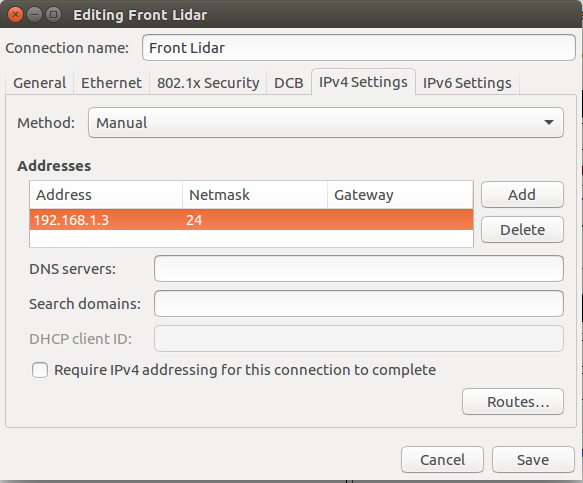 Editing Front Lidar
Connection name: Front Lidar
General Ethernet 802.1x Security DCB IPv4 Settings IPv6 Settings
Method: Manual
Addresses
Address Netmask Gateway Add
192.168.1.3 24
Delete
DNS servers:
Search domains:
DHCP client ID:
Require IPv4 addressing for this connection to complete
Routes…
Cancel Save